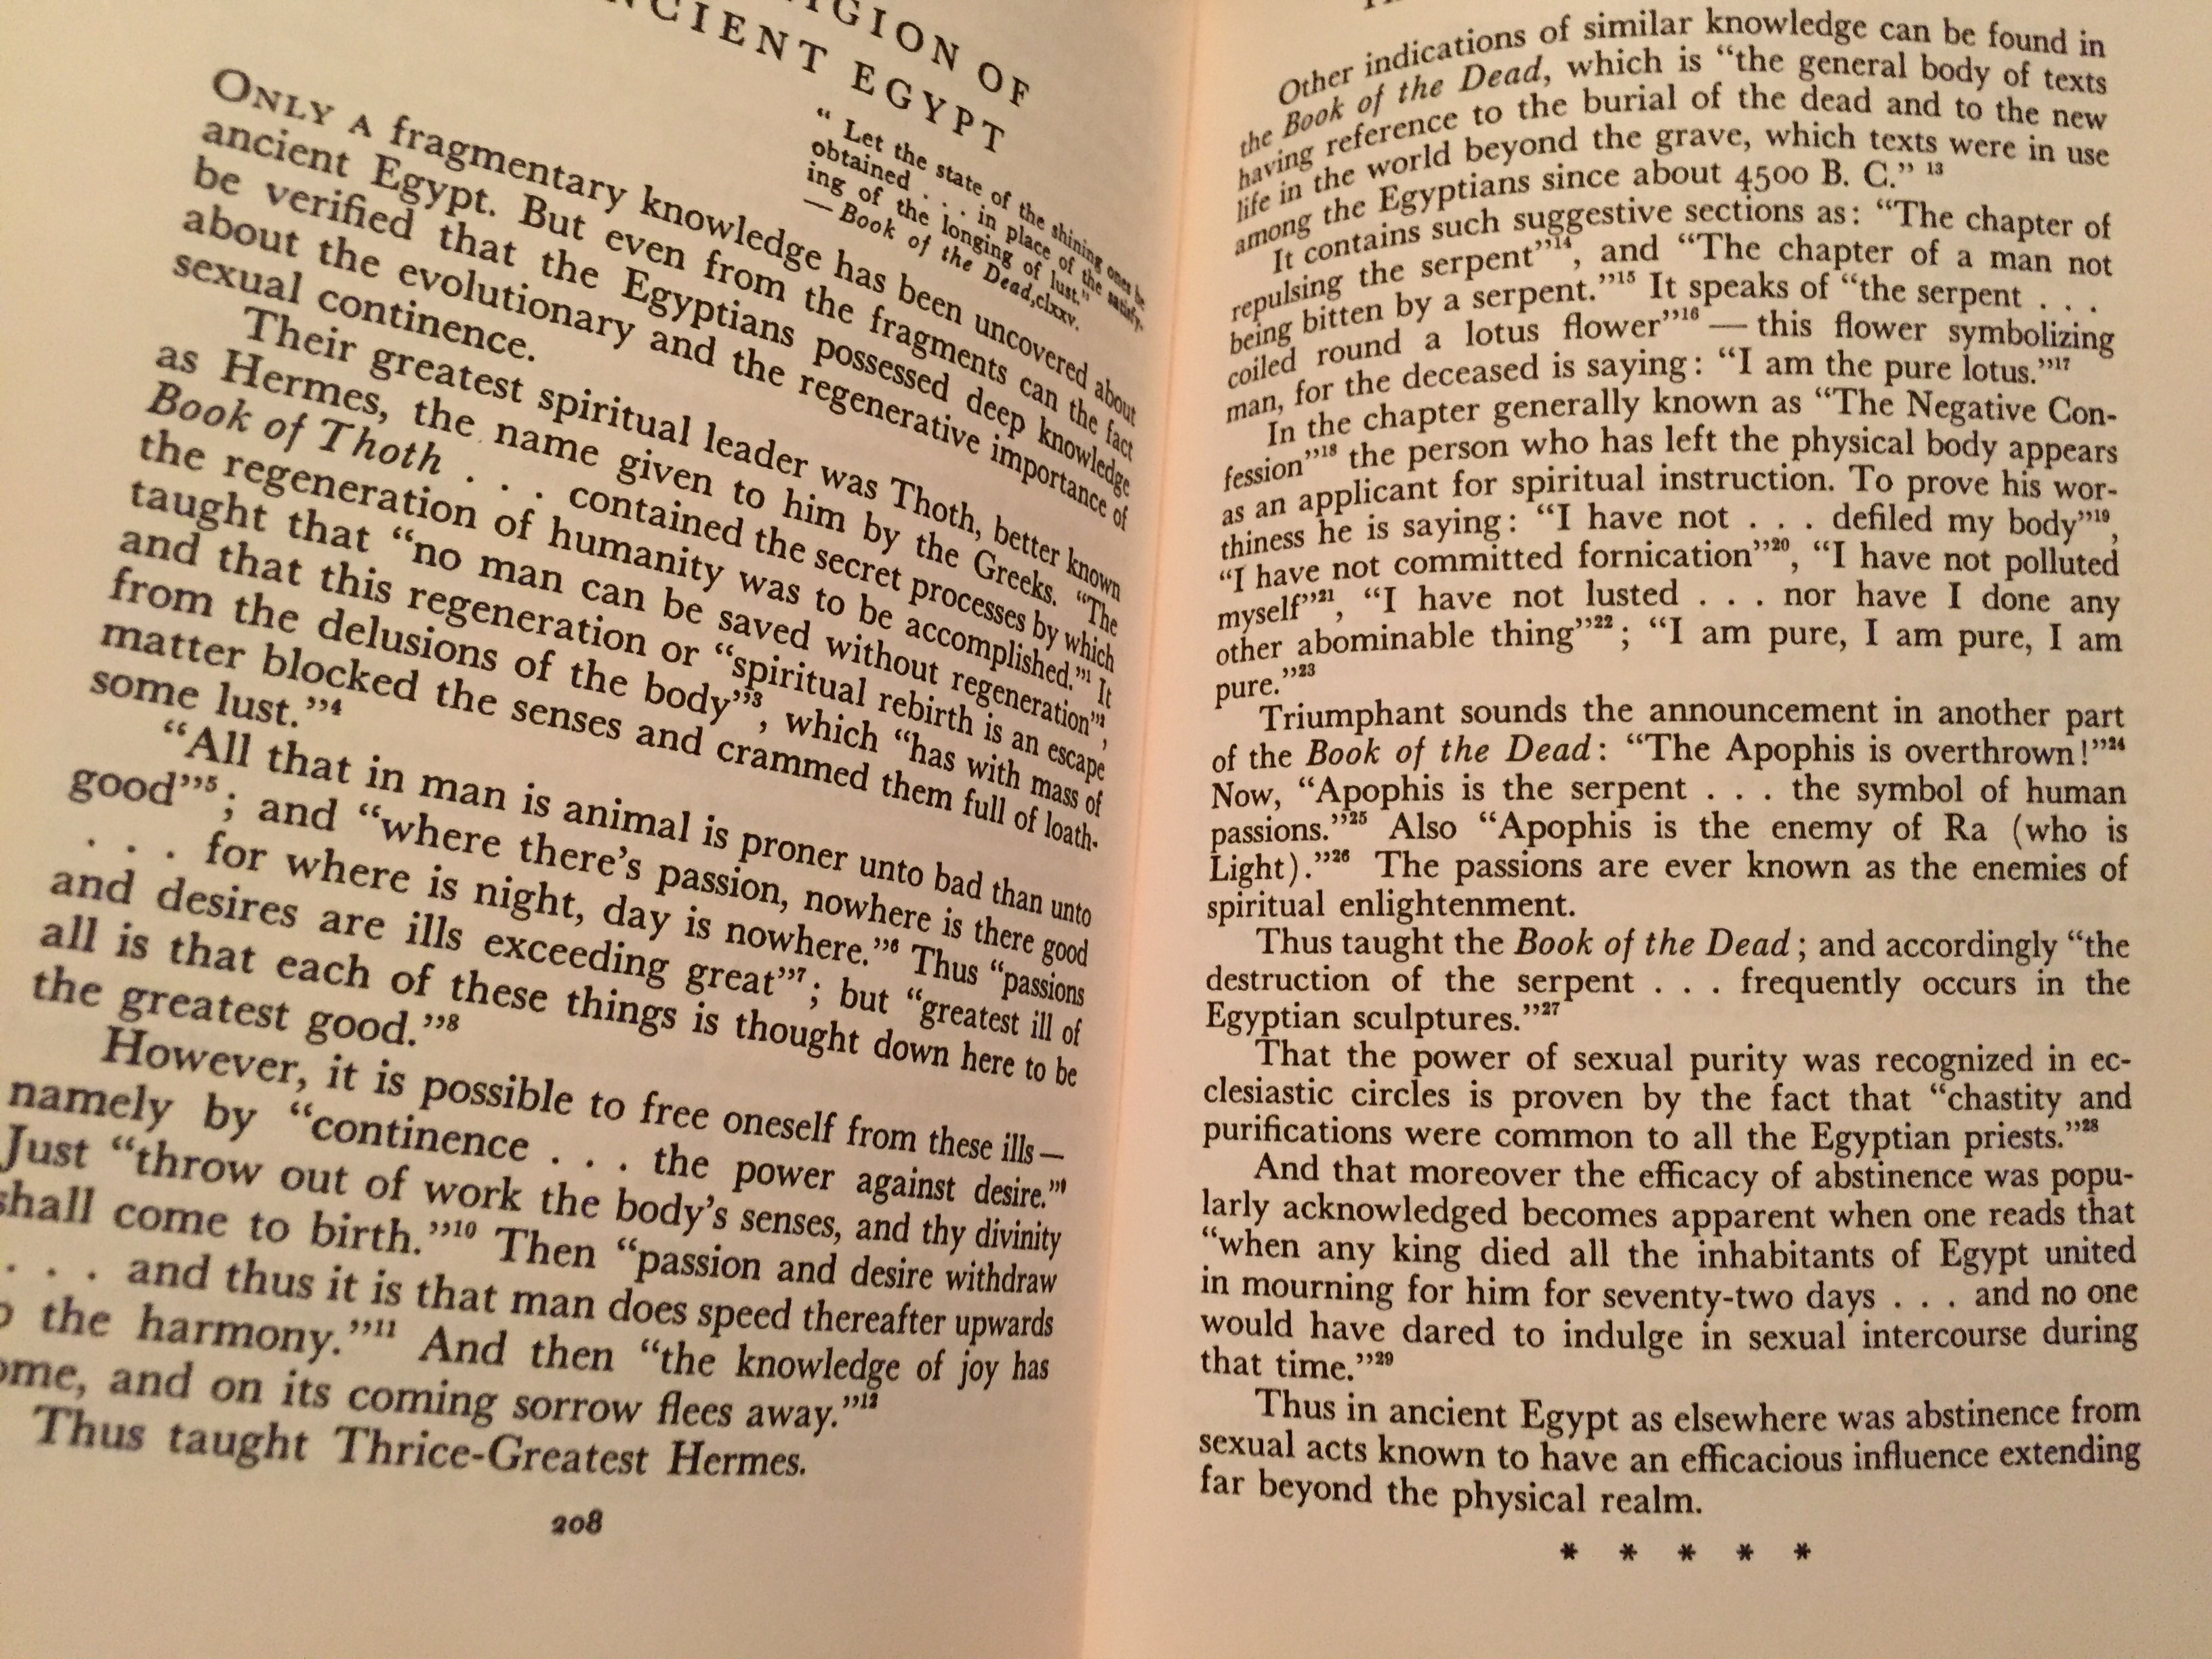 OF
ANCIENT EGYPT
“ Let the state of the shining ones be
obtained . . . in place of the satisfy-
ing of the longing of lust.”
— Book of the Dead, clxxv.
ONLY A fragmentary knowledge has been uncovered about
ancient Egypt. But even from the fragments can the fact
be verified that the Egyptians possessed deep knowledge
about the evolutionary and the regenerative importance of
sexual continence.
Their greatest spiritual leader was Thoth, better known
as Hermes, the name given to him by the Greeks. “The
Book of Thoth . . . contained the secret processes by which
the regeneration of humanity was to be accomplished.”¹ It
taught that “no man can be saved without regeneration”²,
and that this regeneration or “spiritual rebirth is an escape
from the delusions of the body”³, which “has with mass of
matter blocked the senses and crammed them full of loath-
some lust.”⁴
“All that in man is animal is proner unto bad than unto
good”⁵; and “where there’s passion, nowhere is there good
. . . for where is night, day is nowhere.”⁶ Thus “passions
and desires are ills exceeding great”⁷; but “greatest ill of
all is that each of these things is thought down here to be
the greatest good.”⁸
However, it is possible to free oneself from these ills—
namely by “continence . . . the power against desire.”⁹
Just “throw out of work the body’s senses, and thy divinity
shall come to birth.”¹⁰ Then “passion and desire withdraw
. . . and thus it is that man does speed thereafter upwards
the harmony.”¹¹ And then “the knowledge of joy has
ome, and on its coming sorrow flees away.”¹²
Thus taught Thrice-Greatest Hermes.
208
Other indications of similar knowledge can be found in
the Book of the Dead, which is “the general body of texts
having reference to the burial of the dead and to the new
life in the world beyond the grave, which texts were in use
among the Egyptians since about 4500 B. C.” ¹³
It contains such suggestive sections as: “The chapter of
repulsing the serpent”¹⁴, and “The chapter of a man not
being bitten by a serpent.”¹⁵ It speaks of “the serpent . . .
coiled round a lotus flower”¹⁶ — this flower symbolizing
man, for the deceased is saying: “I am the pure lotus.”¹⁷
In the chapter generally known as “The Negative Con-
fession”¹⁸ the person who has left the physical body appears
as an applicant for spiritual instruction. To prove his wor-
thiness he is saying: “I have not . . . defiled my body”¹⁹,
“I have not committed fornication”²⁰, “I have not polluted
myself”²¹, “I have not lusted . . . nor have I done any
other abominable thing”²²; “I am pure, I am pure, I am
pure.”²³
Triumphant sounds the announcement in another part
of the Book of the Dead: “The Apophis is overthrown!”²⁴
Now, “Apophis is the serpent . . . the symbol of human
passions.”²⁵ Also “Apophis is the enemy of Ra (who is
Light).”²⁶ The passions are ever known as the enemies of
spiritual enlightenment.
Thus taught the Book of the Dead; and accordingly “the
destruction of the serpent . . . frequently occurs in the
Egyptian sculptures.”²⁷
That the power of sexual purity was recognized in ec-
clesiastic circles is proven by the fact that “chastity and
purifications were common to all the Egyptian priests.”²⁸
And that moreover the efficacy of abstinence was popu-
larly acknowledged becomes apparent when one reads that
“when any king died all the inhabitants of Egypt united
in mourning for him for seventy-two days . . . and no one
would have dared to indulge in sexual intercourse during
that time.”²⁹
Thus in ancient Egypt as elsewhere was abstinence from
sexual acts known to have an efficacious influence extending
far beyond the physical realm.
* * * * *